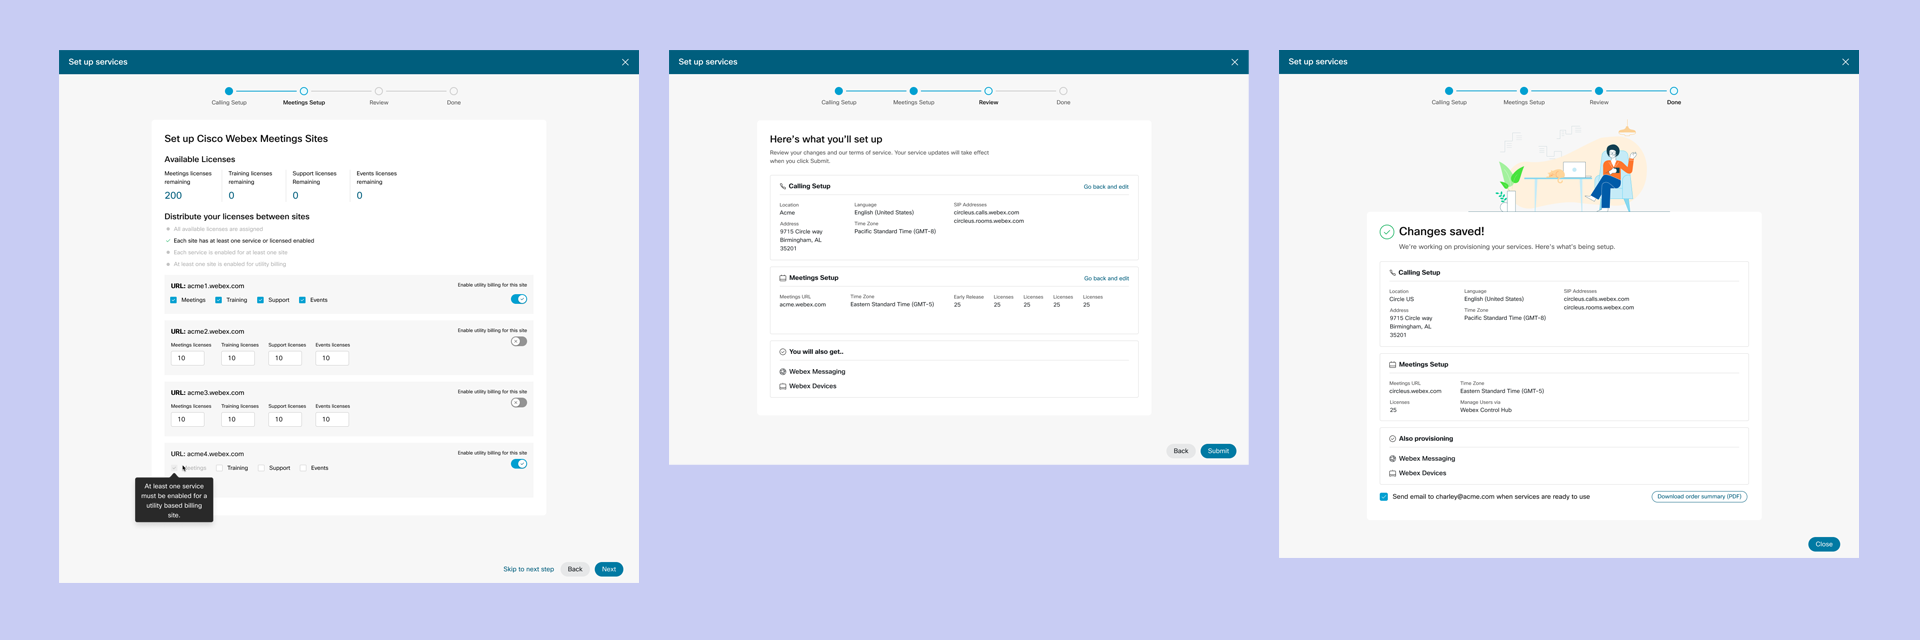 Set up services
Calling Setup
Meetings Setup
Review
Done
Set up Cisco Webex Meetings Sites
Available Licenses
Meetings licenses remaining
Training licenses remaining
Support licenses Remaining
Events licenses remaining
200
0
0
0
Distribute your licenses between sites
All available licenses are assigned
Each site has at least one service or licensed enabled
Each service is enabled for at least one site
At least one site is enabled for utility billing
URL: acme1.webex.com
Enable utility billing for this site
Meetings
Training
Support
Events
URL: acme2.webex.com
Enable utility billing for this site
Meetings licenses
Training licenses
Support licenses
Events licenses
10
10
10
10
URL: acme3.webex.com
Enable utility billing for this site
Meetings licenses
Training licenses
Support licenses
Events licenses
10
10
10
10
URL: acme4.webex.com
Enable utility billing for this site
Meetings
Training
Support
Events
At least one service
must be enabled for a
utility based billing
site.
Skip to next step
Back
Next
Set up services
Calling Setup
Meetings Setup
Review
Done
Here's what you'll set up
Review your changes and our terms of service. Your service updates will take effect
when you click Submit.
Calling Setup
Go back and edit
Location
Acme
Address
9715 Circle way
Birmingham, AL
35201
Language
English (United States)
Time Zone
Pacific Standard Time (GMT-8)
SIP Addresses
circleus.calls.webex.com
circleus.rooms.webex.com
Meetings Setup
Go back and edit
Meetings URL
acme.webex.com
Time Zone
Eastern Standard Time (GMT-5)
Early Release
25
Licenses
25
Licenses
25
Licenses
25
Licenses
25
You will also get..
Webex Messaging
Webex Devices
Back
Submit
Set up services
Calling Setup
Meetings Setup
Review
Done
Changes saved!
We're working on provisioning your services. Here's what's being setup.
Calling Setup
Location
Circle US
Address
9715 Circle way
Birmingham, AL
35201
Language
English (United States)
Time Zone
Pacific Standard Time (GMT-8)
SIP Addresses
circleus.calls.webex.com
circleus.rooms.webex.com
Meetings Setup
Meetings URL
circleus.webex.com
Time Zone
Eastern Standard Time (GMT-5)
Licenses
25
Manage Users via
Webex Control Hub
Also provisioning
Webex Messaging
Webex Devices
Send email to charley@acme.com when services are ready to use
Download order summary (PDF)
Close